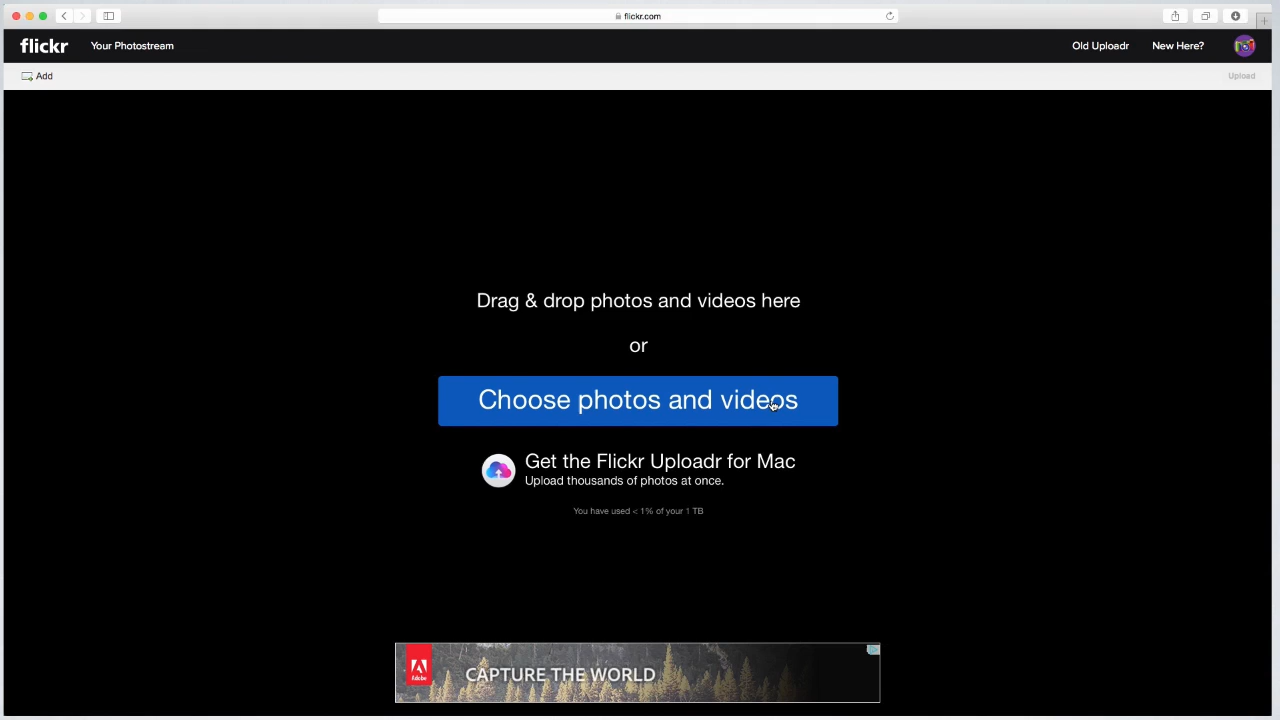 flickr.com
flickr Your Photostream Old Uploadr New Here?
Add Upload
Drag & drop photos and videos here
or
Choose photos and videos
Get the Flickr Uploadr for Mac
Upload thousands of photos at once.
You have used < 1% of your 1 TB
Adobe
CAPTURE THE WORLD